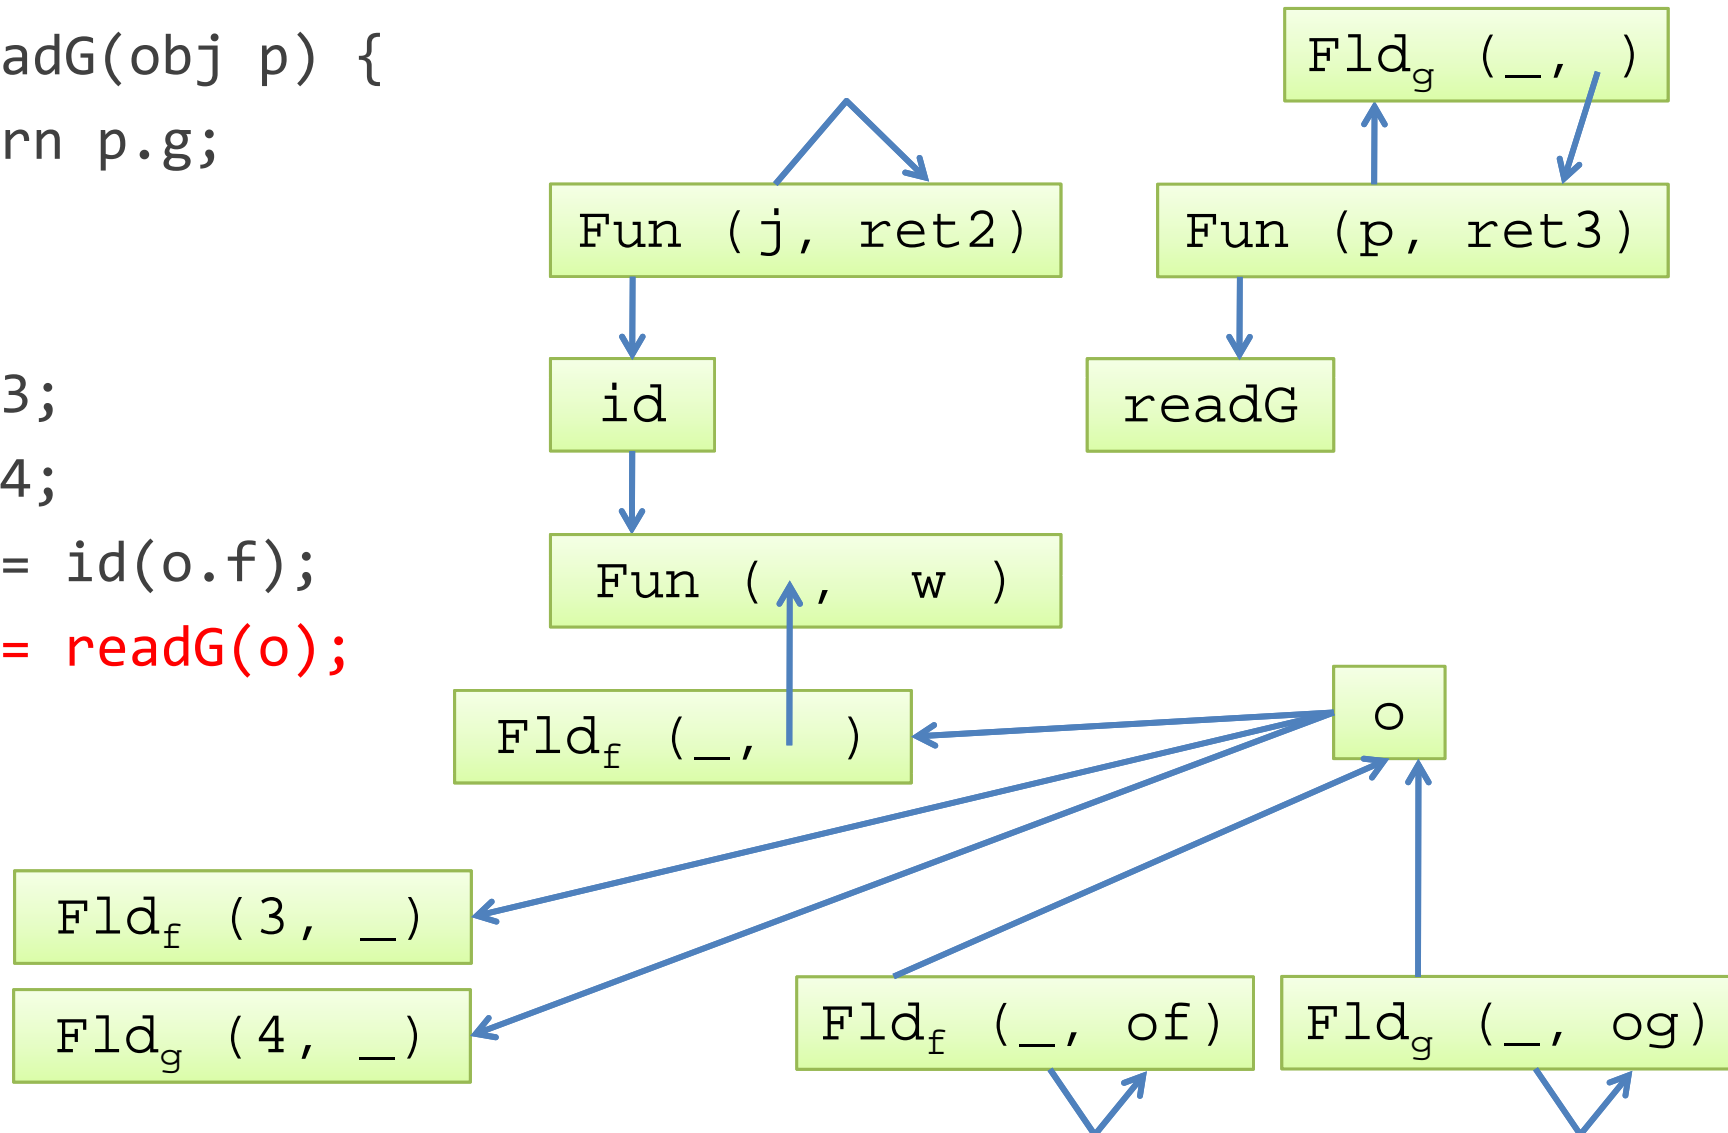 adG(obj p) {
rn p.g;
3;
4;
= id(o.f);
= readG(o);
Fldg (_, )
Fun (j, ret2)
Fun (p, ret3)
id
readG
Fun ( , w )
Fldf (_, )
o
Fldf (3, _)
Fldg (4, _)
Fldf (_, of)
Fldg (_, og)